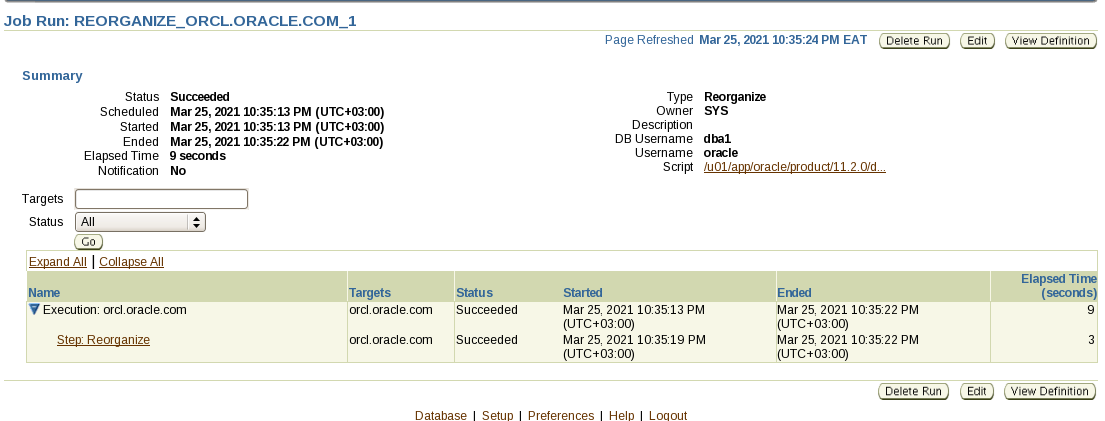 Job Run: REORGANIZE_ORCL.ORACLE.COM_1
Page Refreshed Mar 25, 2021 10:35:24 PM EAT Delete Run Edit View Definition
Summary
Status Succeeded
Scheduled Mar 25, 2021 10:35:13 PM (UTC+03:00)
Started Mar 25, 2021 10:35:13 PM (UTC+03:00)
Ended Mar 25, 2021 10:35:22 PM (UTC+03:00)
Elapsed Time 9 seconds
Notification No
Type Reorganize
Owner SYS
Description
DB Username dba1
Username oracle
Script /u01/app/oracle/product/11.2.0/d...
Targets
Status All
Go
Expand All | Collapse All
Name Targets Status Started Ended Elapsed Time (seconds)
Execution: orcl.oracle.com orcl.oracle.com Succeeded Mar 25, 2021 10:35:13 PM (UTC+03:00) Mar 25, 2021 10:35:22 PM (UTC+03:00) 9
Step: Reorganize orcl.oracle.com Succeeded Mar 25, 2021 10:35:19 PM (UTC+03:00) Mar 25, 2021 10:35:22 PM (UTC+03:00) 3
Delete Run Edit View Definition
Database | Setup | Preferences | Help | Logout